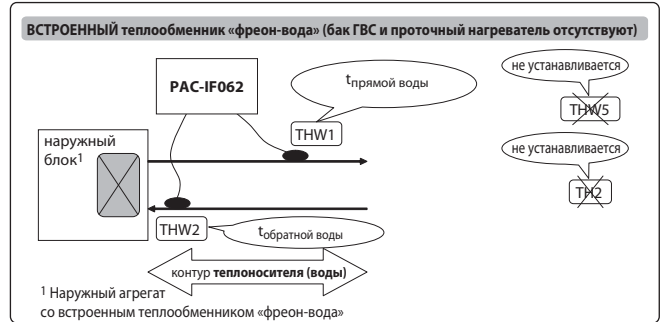 ВСТРОЕННЫЙ теплообменник «фреон-вода» (бак ГВС и проточный нагреватель отсутствуют)
PAC-IF062
tпрямой воды
не устанавливается
THW5
THW1
наружный
блок1
не устанавливается
TH2
THW2
tобратной воды
контур теплоносителя (воды)
1 Наружный агрегат
со встроенным теплообменником «фреон-вода»